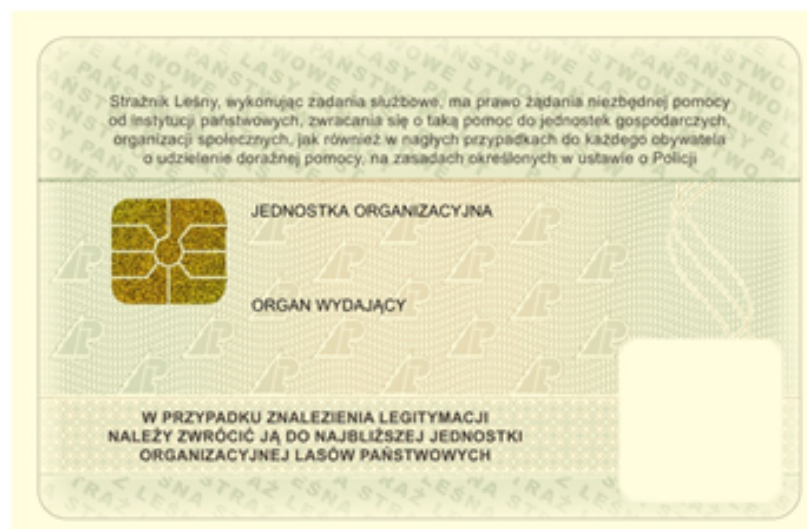 Strażnik Leśny, wykonując zadania służbowe, ma prawo żądania niezbędnej pomocy
od instytucji państwowych, zwracania się o taką pomoc do jednostek gospodarczych,
organizacji społecznych, jak również w nagłych przypadkach do każdego obywatela
o udzielenie doraźnej pomocy, na zasadach określonych w ustawie o Policji
JEDNOSTKA ORGANIZACYJNA
ORGAN WYDAJĄCY
W PRZYPADKU ZNALEZIENIA LEGITYMACJI
NALEŻY ZWRÓCIĆ JĄ DO NAJBLIŻSZEJ JEDNOSTKI
ORGANIZACYJNEJ LASÓW PAŃSTWOWYCH